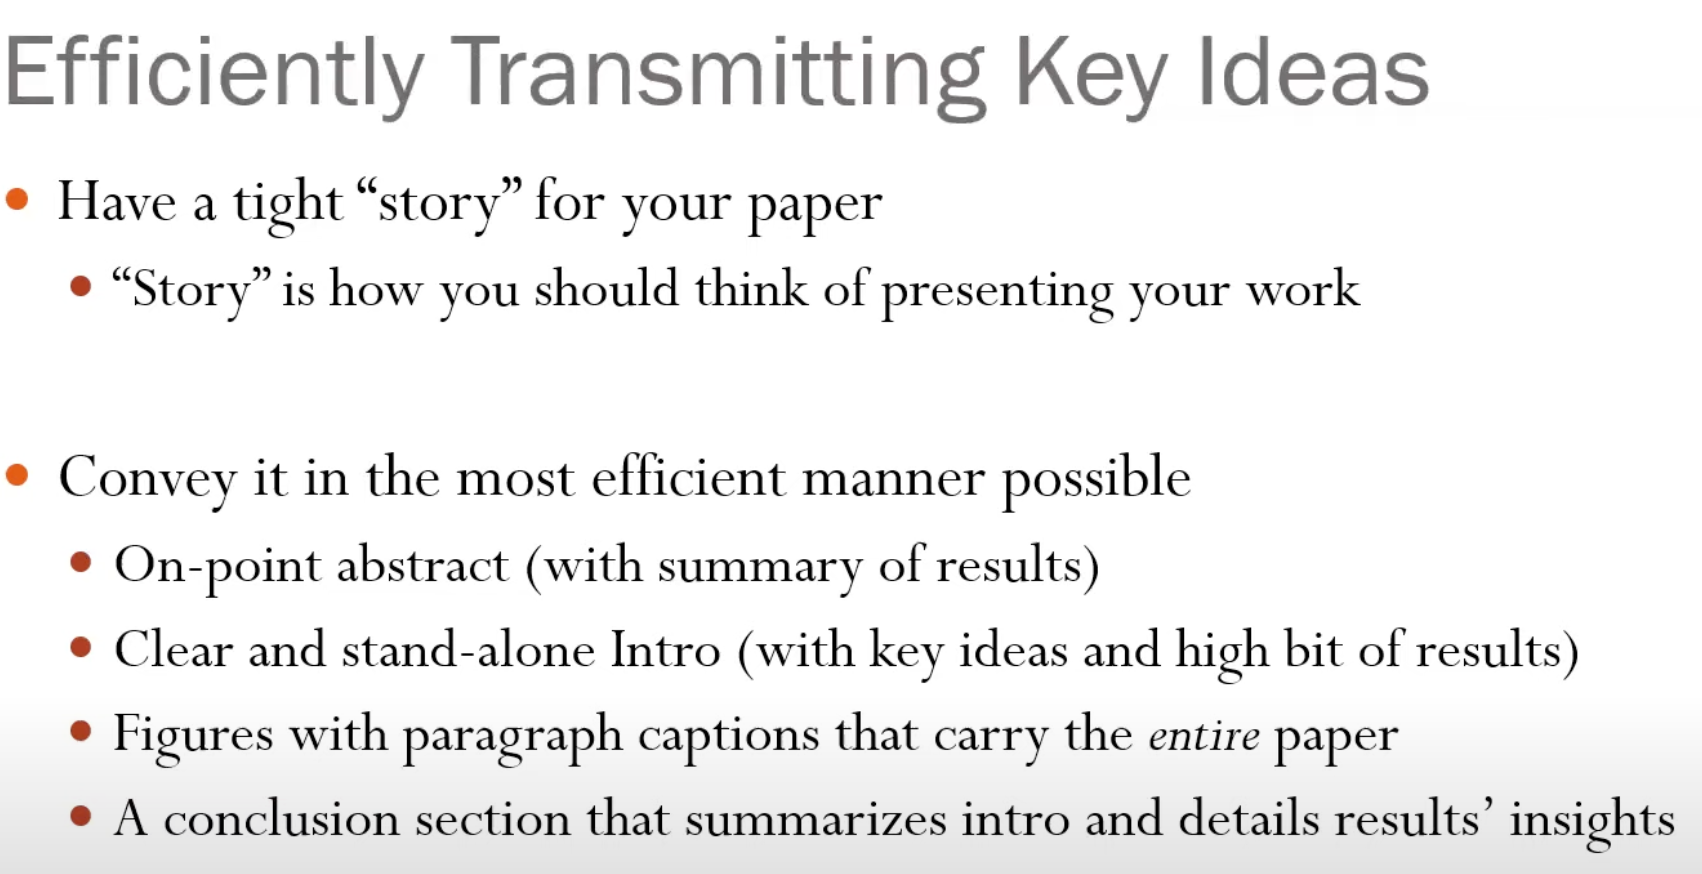 Efficiently Transmitting Key Ideas
• Have a tight “story” for your paper
• “Story” is how you should think of presenting your work
• Convey it in the most efficient manner possible
• On-point abstract (with summary of results)
• Clear and stand-alone Intro (with key ideas and high bit of results)
• Figures with paragraph captions that carry the entire paper
• A conclusion section that summarizes intro and details results’ insights